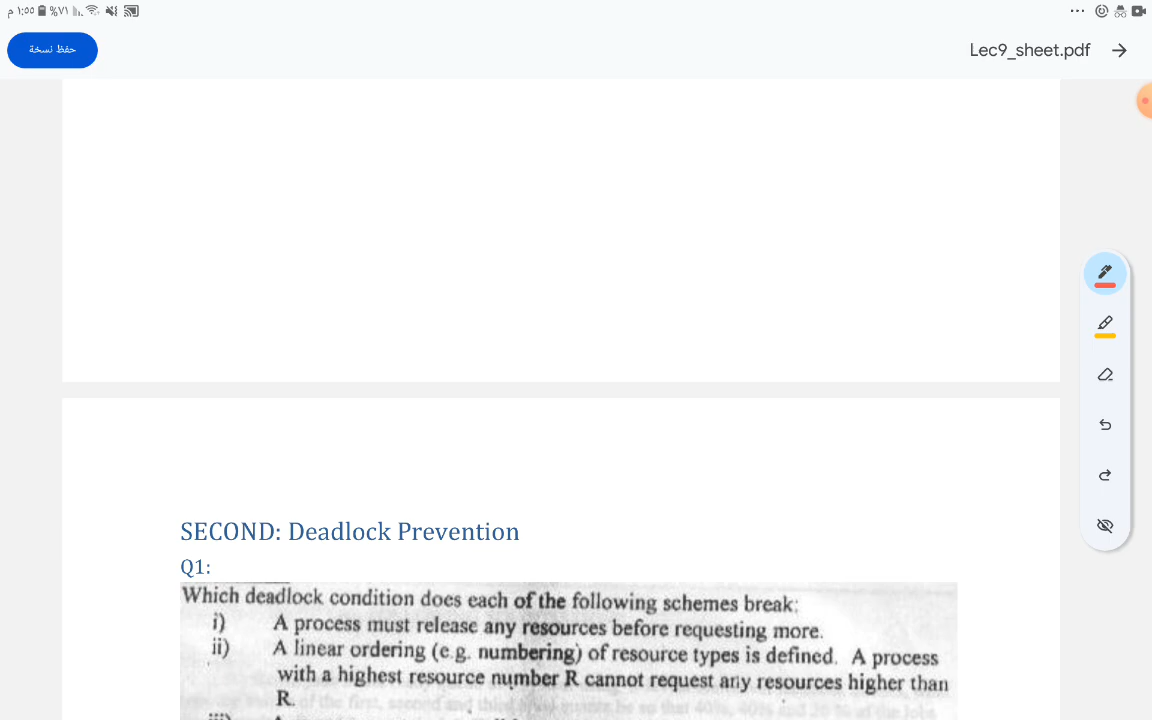 م ١:٥٥ %٧١
حفظ نسخة
Lec9_sheet.pdf
SECOND: Deadlock Prevention
Q1:
Which deadlock condition does each of the following schemes break:
i) A process must release any resources before requesting more.
ii) A linear ordering (e.g. numbering) of resource types is defined. A process
with a highest resource number R cannot request any resources higher than
R.